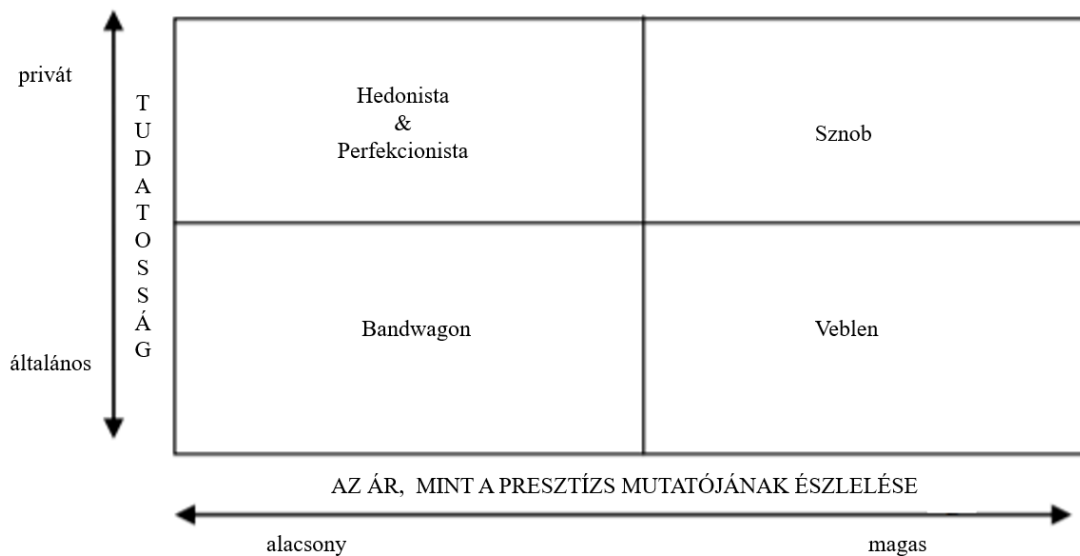 privát
TUDATOSSÁG
általános
Hedonista
&
Perfekcionista
Sznob
Bandwagon
Veblen
AZ ÁR, MINT A PRESZTÍZS MUTATÓJÁNAK ÉSZLELÉSE
alacsony
magas